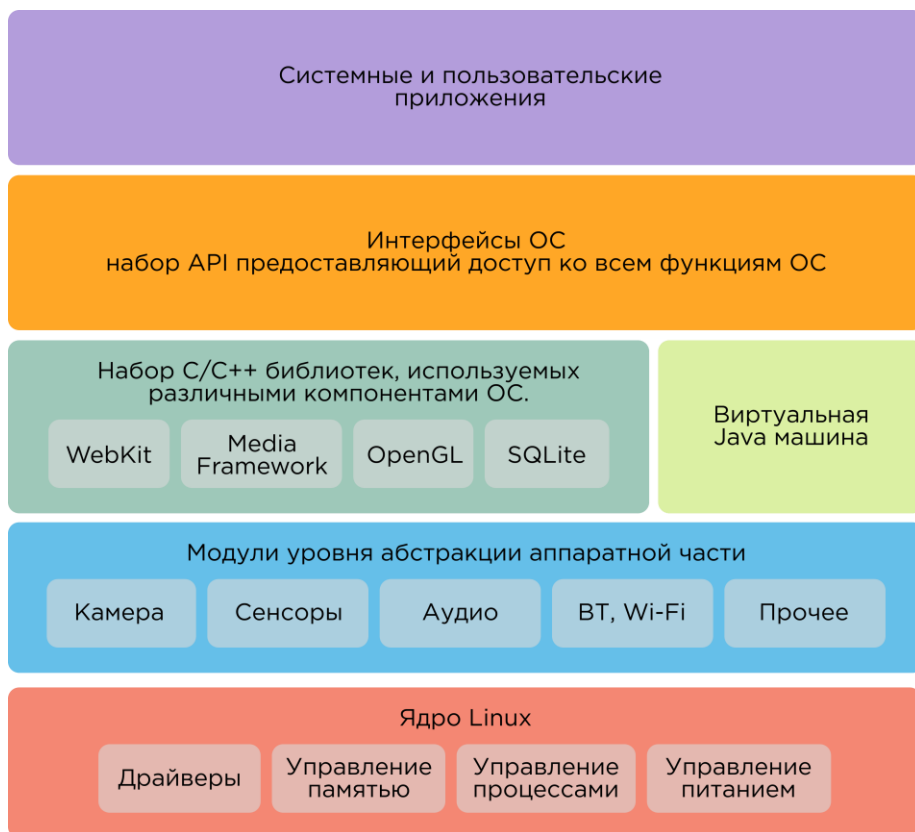 Системные и пользовательские
приложения
Интерфейсы ОС
набор API предоставляющий доступ ко всем функциям ОС
Набор C/C++ библиотек, используемых
различными компонентами ОС.
WebKit
Media
Framework
OpenGL
SQLite
Виртуальная
Java машина
Модули уровня абстракции аппаратной части
Камера
Сенсоры
Аудио
BT, Wi-Fi
Прочее
Ядро Linux
Драйверы
Управление
памятью
Управление
процессами
Управление
питанием